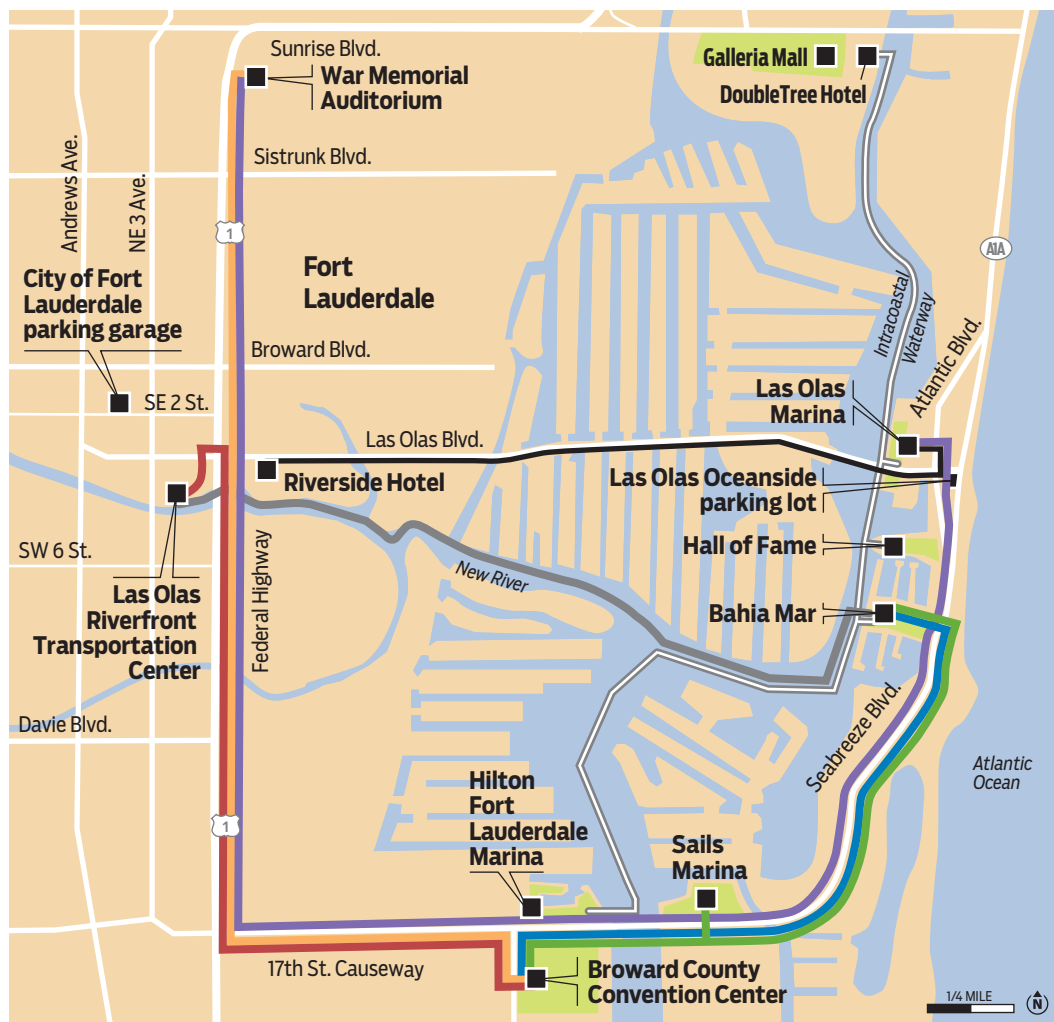 Sunrise Blvd.
War Memorial
Auditorium
Galleria Mall
DoubleTree Hotel
Sistrunk Blvd.
Andrews Ave.
NE 3 Ave.
1
A1A
City of Fort
Lauderdale
parking garage
Fort
Lauderdale
Intracoastal
Waterway
Atlantic Blvd.
Broward Blvd.
SE 2 St.
Las Olas
Marina
Las Olas Blvd.
Riverside Hotel
Las Olas Oceanside
parking lot
SW 6 St.
Hall of Fame
New River
Federal Highway
Las Olas
Riverfront
Transportation
Center
Bahia Mar
Davie Blvd.
Seabreeze Blvd.
Atlantic
Ocean
Hilton
Fort
Lauderdale
Marina
1
Sails
Marina
17th St. Causeway
Broward County
Convention Center
1/4 MILE
N